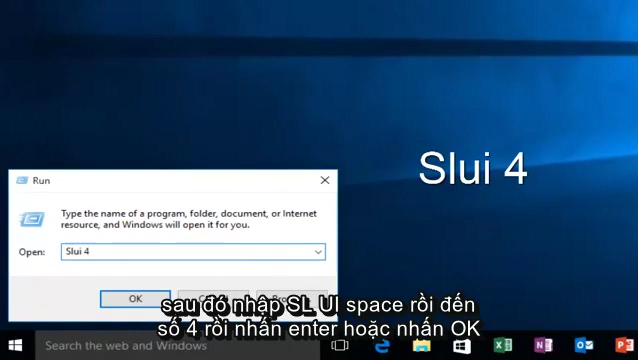 Slui 4
Run
Type the name of a program, folder, document, or Internet
resource, and Windows will open it for you.
Open:
Slui 4
OK
sau đó nhập SL UI space rồi đến
số 4 rồi nhấn enter hoặc nhấn OK
Search the web and Windows